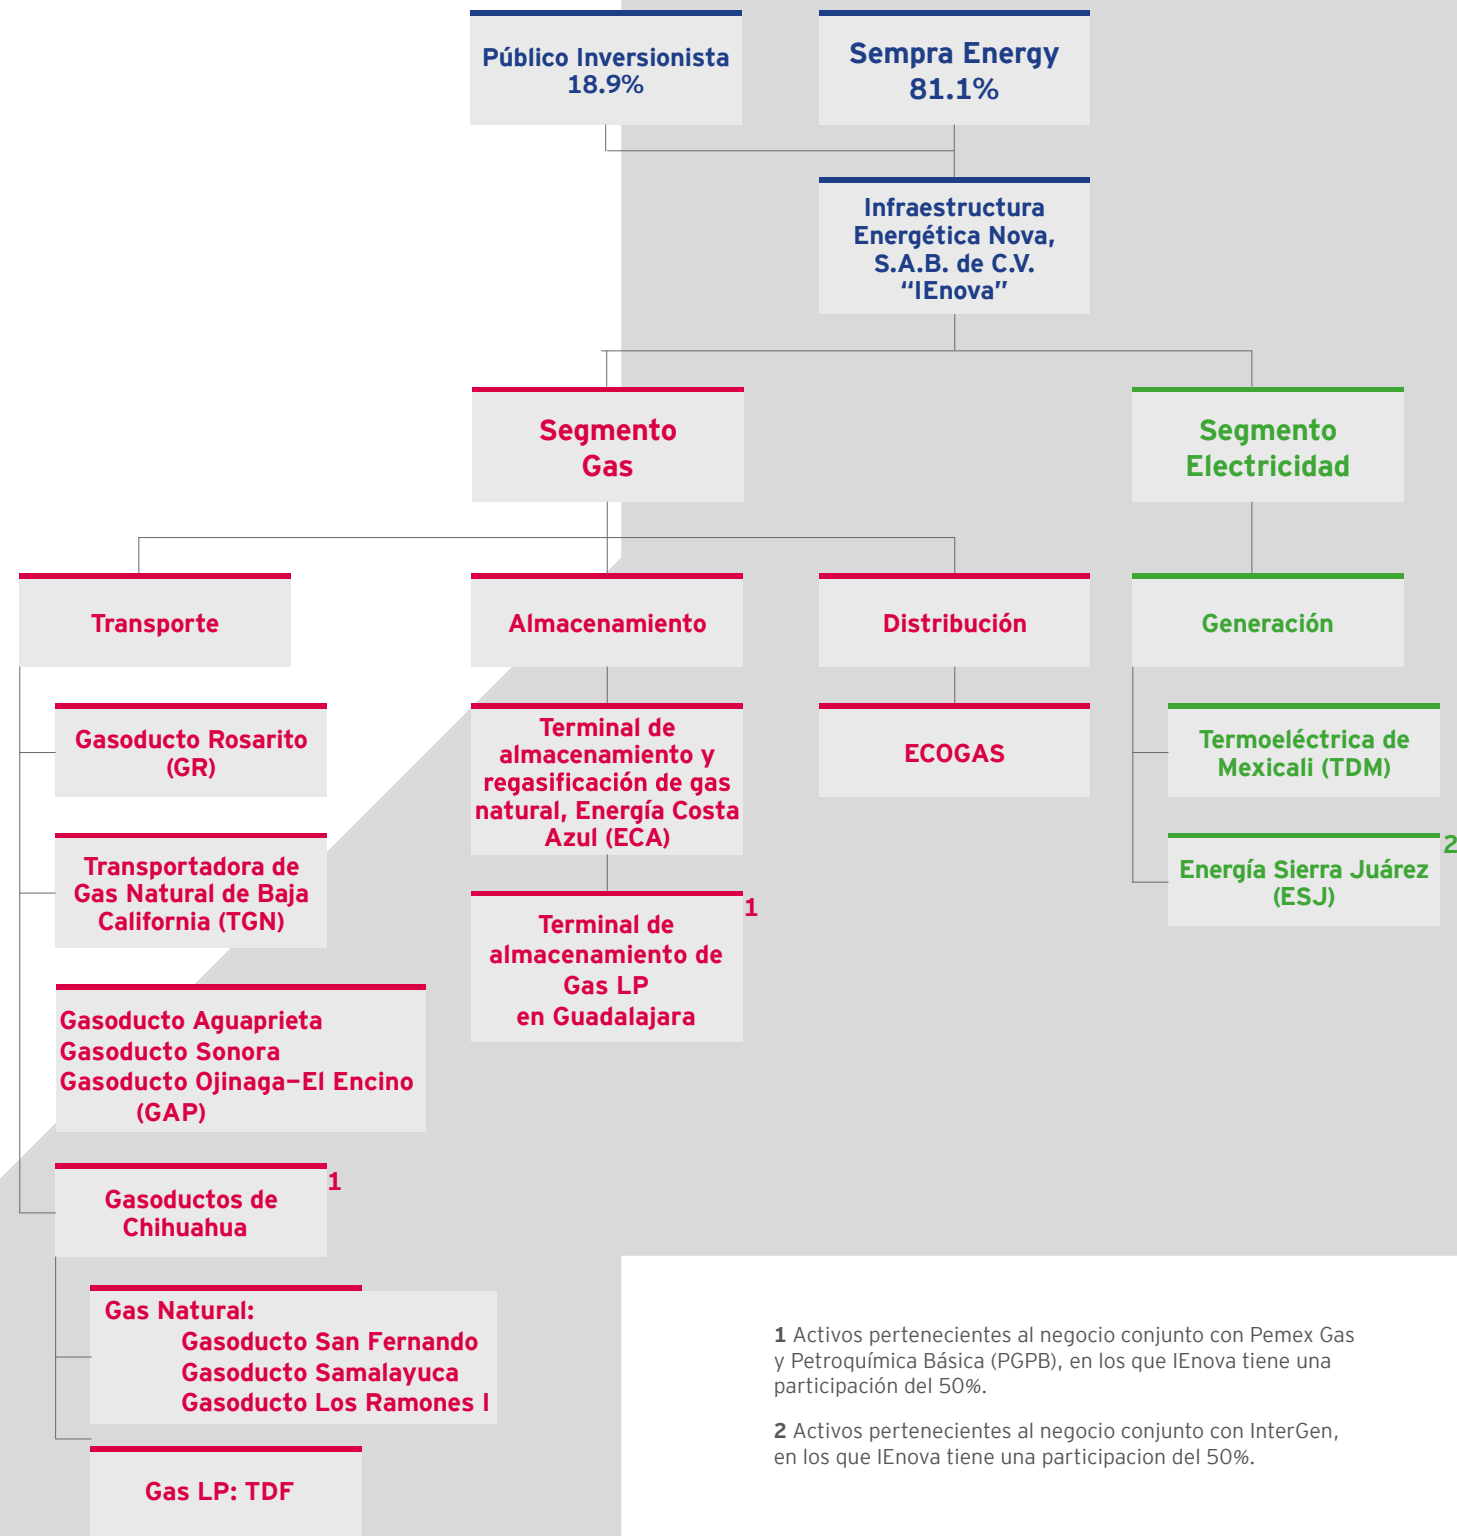 Público Inversionista
18.9%
Sempra Energy
81.1%
Infraestructura
Energética Nova,
S.A.B. de C.V.
“IEnova”
Segmento
Gas
Segmento
Electricidad
Transporte
Almacenamiento
Distribución
Generación
Gasoducto Rosarito
(GR)
Terminal de
almacenamiento y
regasificación de gas
natural, Energía Costa
Azul (ECA)
ECOGAS
Termoeléctrica de
Mexicali (TDM)
Transportadora de
Gas Natural de Baja
California (TGN)
2
Energía Sierra Juárez
(ESJ)
1
Terminal de
almacenamiento de
Gas LP
en Guadalajara
Gasoducto Aguaprieta
Gasoducto Sonora
Gasoducto Ojinaga–El Encino
(GAP)
1
Gasoductos de
Chihuahua
Gas Natural:
Gasoducto San Fernando
Gasoducto Samalayuca
Gasoducto Los Ramones I
Gas LP: TDF
1 Activos pertenecientes al negocio conjunto con Pemex Gas
y Petroquímica Básica (PGPB), en los que IEnova tiene una
participación del 50%.
2 Activos pertenecientes al negocio conjunto con InterGen,
en los que IEnova tiene una participacion del 50%.